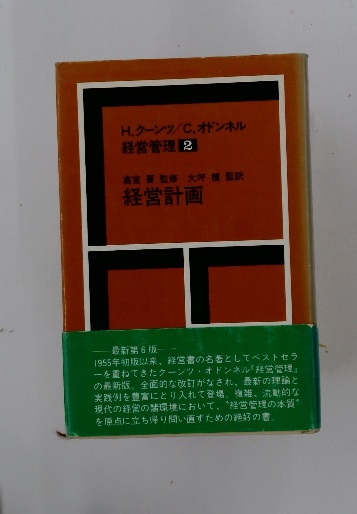 H.クーンツ/C.オドンネル
経営管理 2
高宮 晋 監修 大坪 檀 監訳
経営計画
── 最新第6版 ──
1955年初版以来、経営書の名著としてベストセラ
ーを重ねてきたクーンツ・オドンネル『経営管理』
の最新版。全面的な改訂がなされ、最新の理論と
実践例を豊富にとり入れて登場。複雑、流動的な
現代の経営の諸環境において、"経営管理の本質"
を原点に立ち帰り問い直すための絶好の書。